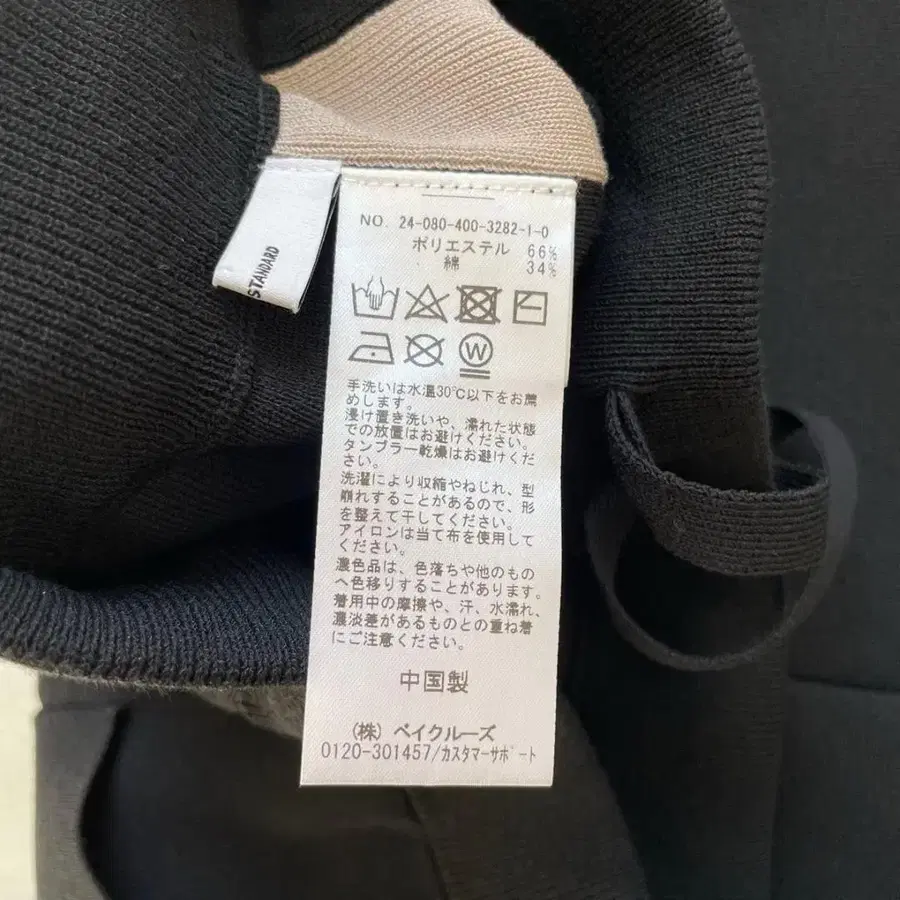 STANDARD
NO. 24-080-400-3282-1-0
ポリエステル 66%
綿 34%
W
手洗いは水温30℃以下をお薦
めします。
浸け置き洗いや、濡れた状態
での放置はお避けください。
タンブラー乾燥はお避けくだ
さい。
洗濯により収縮やねじれ、型
崩れすることがあるので、形
を整えて干してください。
アイロンは当て布を使用して
ください。
濃色品は、色落ちや他のもの
へ色移りすることがあります。
着用中の摩擦や、汗、水濡れ、
濃淡差があるものとの重ね着
にご注意ください。
中国製
(株) ベイクルーズ
0120-301457/カスタマーサポート